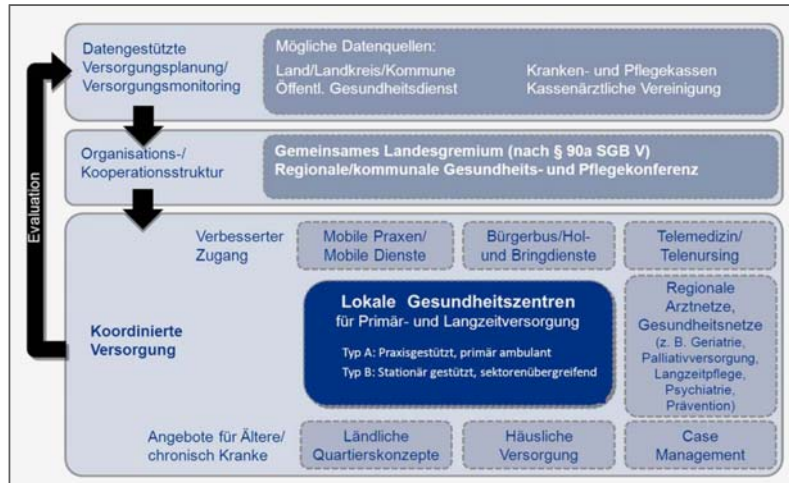 Datengestützte
Versorgungsplanung/
Versorgungsmonitoring
Mögliche Datenquellen:
Land/Landkreis/Kommune
Öffentl. Gesundheitsdienst
Kranken- und Pflegekassen
Kassenärztliche Vereinigung
Organisations-/
Kooperationsstruktur
Gemeinsames Landesgremium (nach § 90a SGB V)
Regionale/kommunale Gesundheits- und Pflegekonferenz
Evaluation
Verbesserter
Zugang
Mobile Praxen/
Mobile Dienste
Bürgerbus/Hol-
und Bringdienste
Telemedizin/
Telenursing
Koordinierte
Versorgung
Lokale Gesundheitszentren
für Primär- und Langzeitversorgung
Typ A: Praxisgestützt, primär ambulant
Typ B: Stationär gestützt, sektorenübergreifend
Regionale
Arztnetze,
Gesundheitsnetze
(z. B. Geriatrie,
Palliativversorgung,
Langzeitpflege,
Psychiatrie,
Prävention)
Angebote für Ältere/
chronisch Kranke
Ländliche
Quartierskonzepte
Häusliche
Versorgung
Case
Management